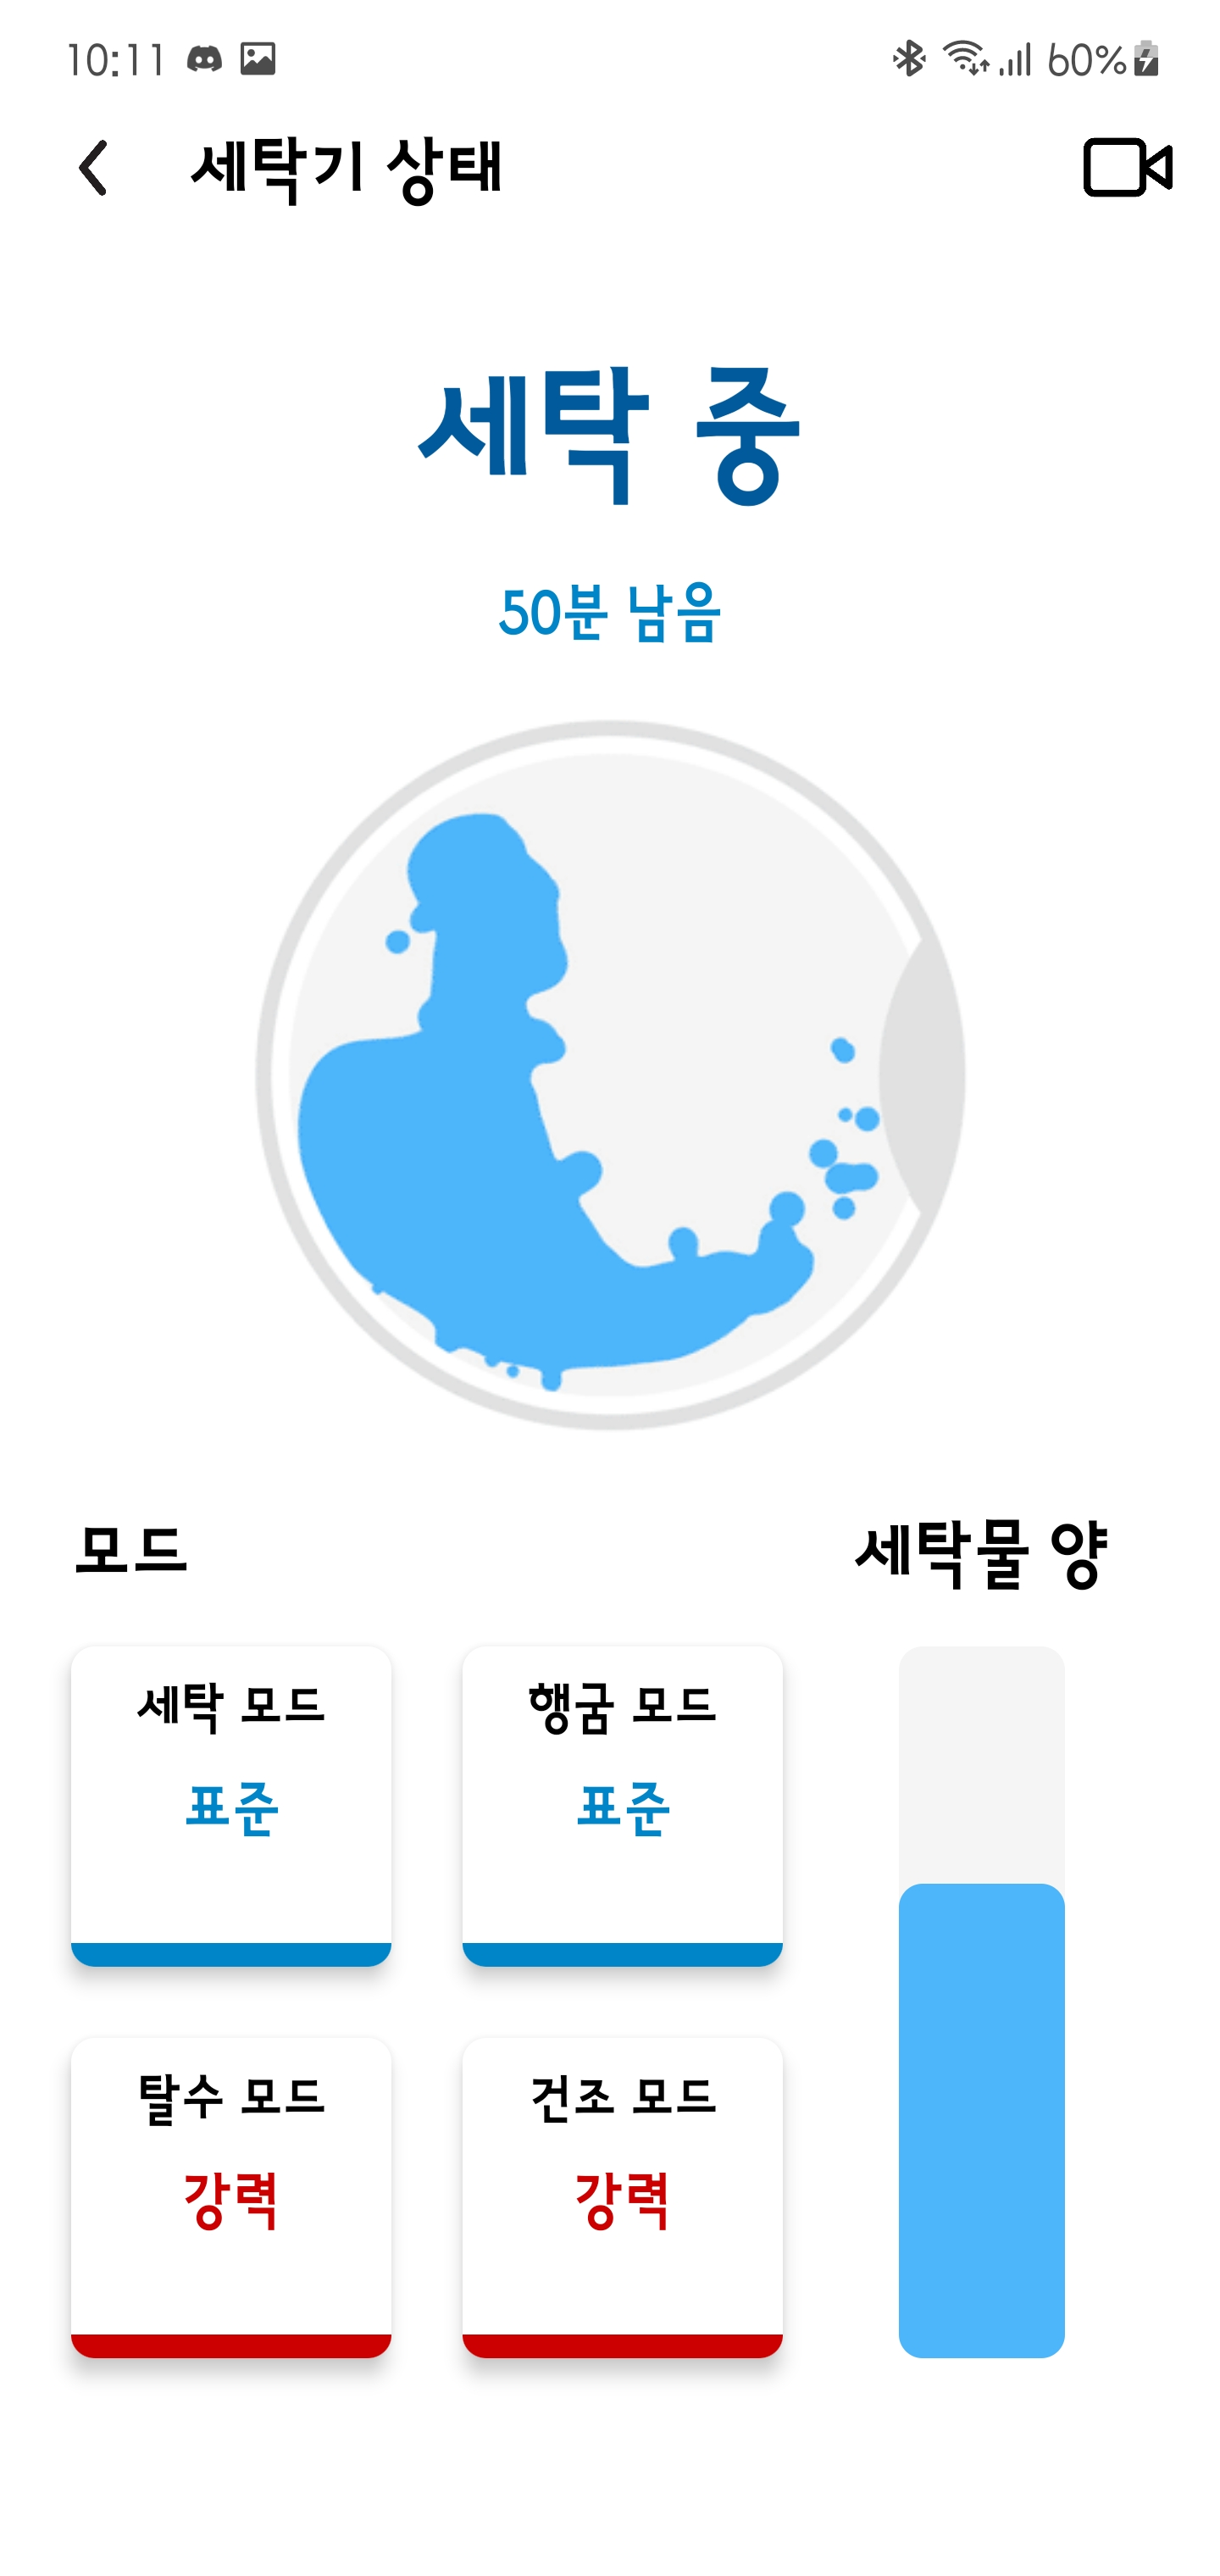 10:11 60%
세탁기 상태
세탁 중
50분 남음
모드
세탁물 양
세탁 모드
표준
행굼 모드
표준
탈수 모드
강력
건조 모드
강력